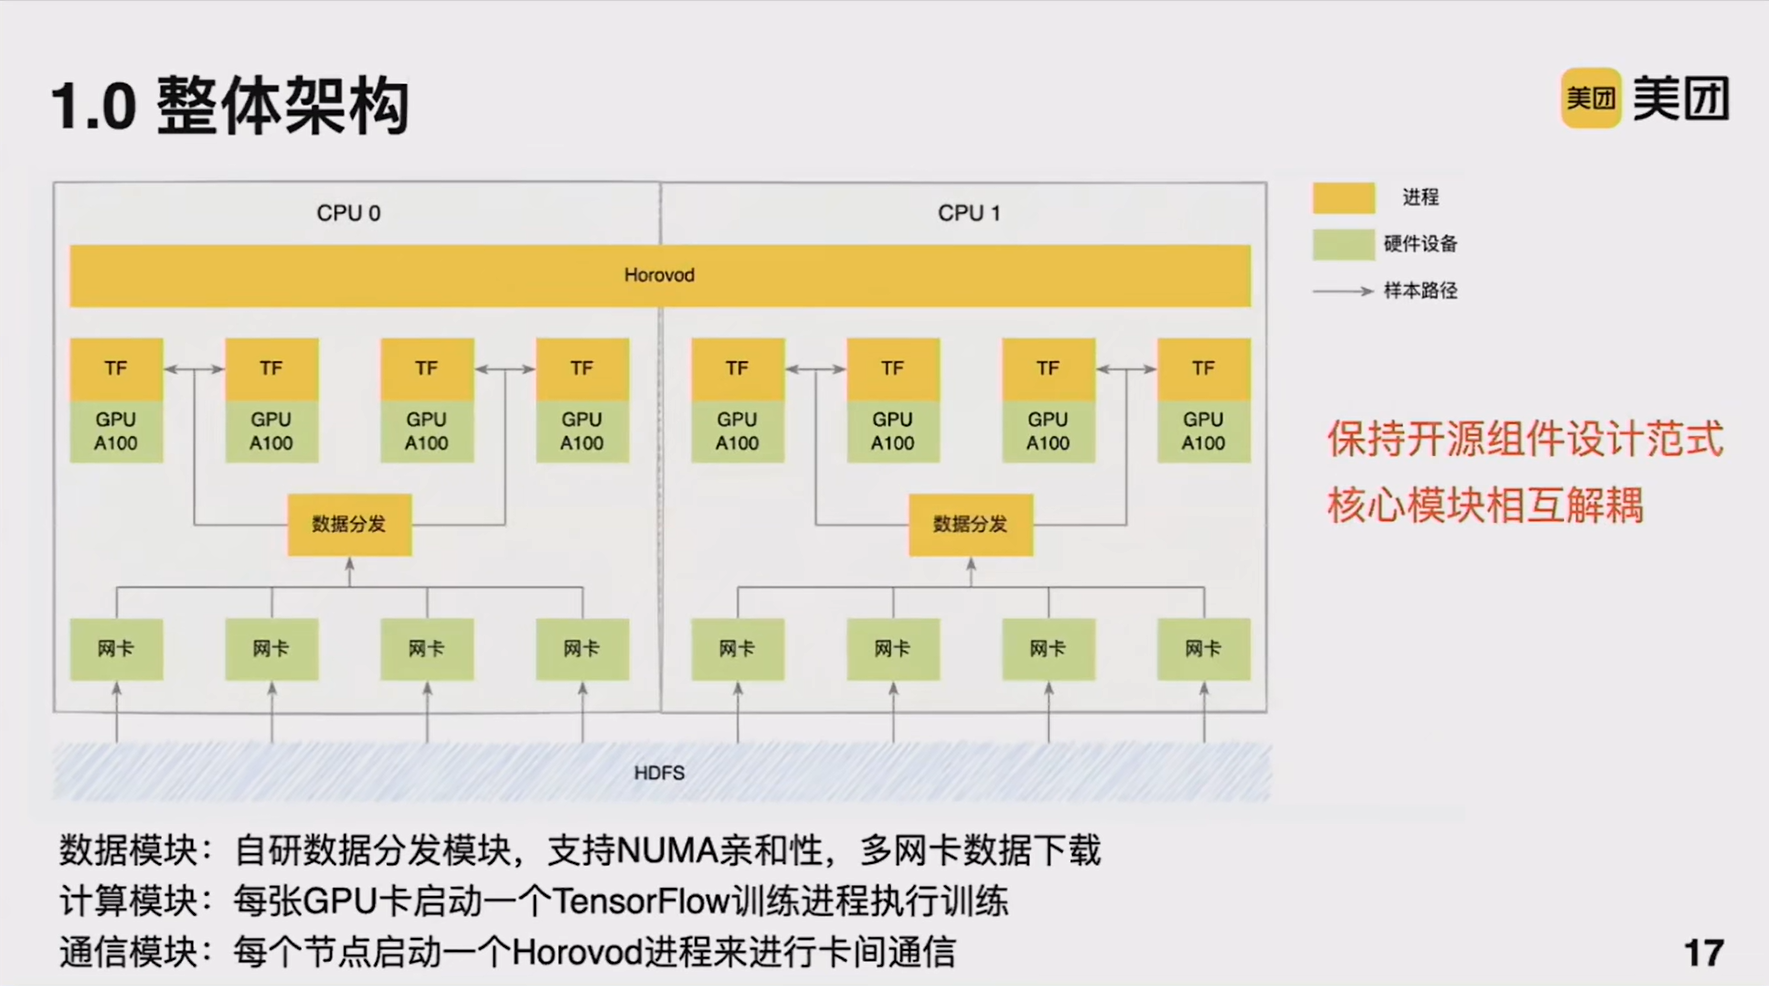 1.0 整体架构
美团 美团
CPU 0
CPU 1
进程
硬件设备
样本路径
Horovod
TF TF TF TF TF TF TF TF
GPU GPU GPU GPU GPU GPU GPU GPU
A100 A100 A100 A100 A100 A100 A100 A100
保持开源组件设计范式
核心模块相互解耦
数据分发 数据分发
网卡 网卡 网卡 网卡 网卡 网卡 网卡 网卡
HDFS
数据模块：自研数据分发模块，支持NUMA亲和性，多网卡数据下载
计算模块：每张GPU卡启动一个TensorFlow训练进程执行训练
通信模块：每个节点启动一个Horovod进程来进行卡间通信
17